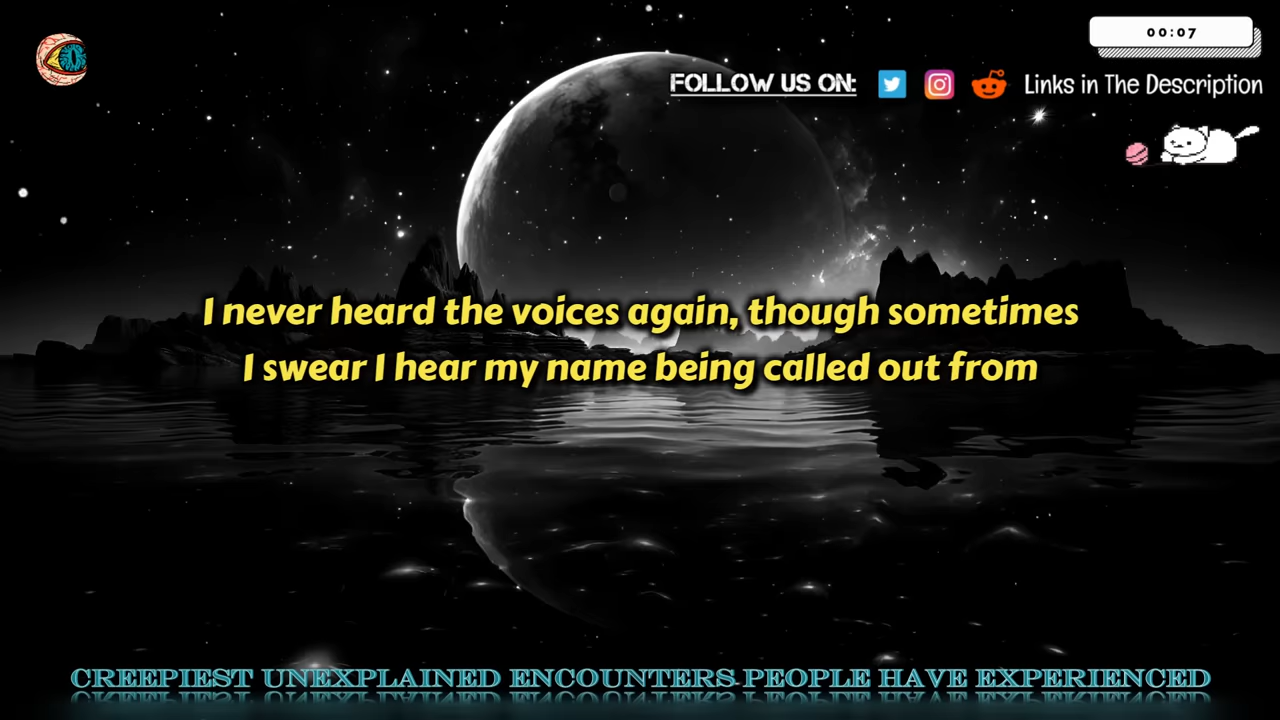 00:07
FOLLOW US ON: Links in The Description
I never heard the voices again, though sometimes
I swear I hear my name being called out from
CREEPIEST UNEXPLAINED ENCOUNTERS PEOPLE HAVE EXPERIENCED